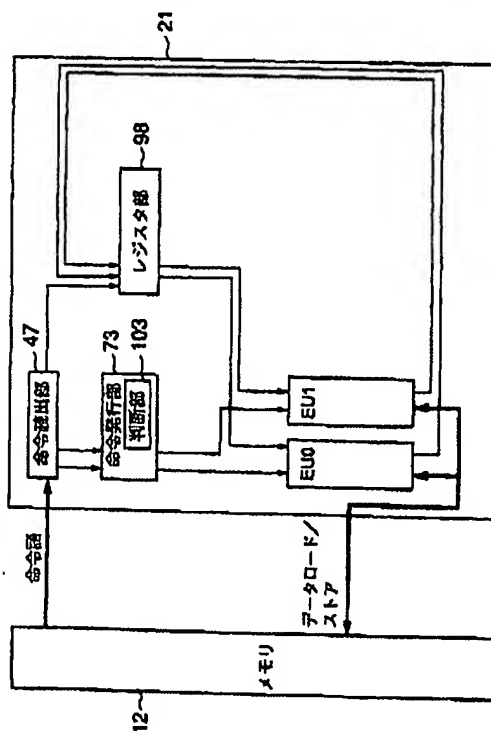 21
98
レジスタ部
47
命令読出部
73
103
命令発行部
判断部
EU1
EU0
命令語
データロード/
ストア
メモリ
12